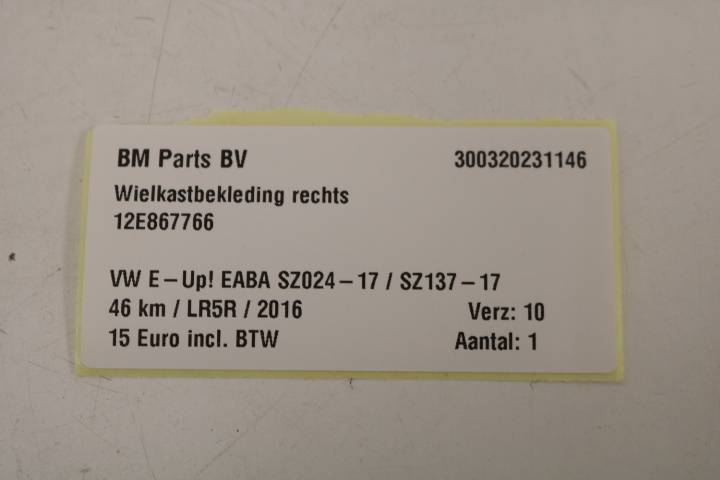 BM Parts BV 300320231146
Wielkastbekleding rechts
12E867766
VW E-Up! EABA SZ024-17 / SZ137-17
46 km / LR5R / 2016 Verz: 10
15 Euro incl. BTW Aantal: 1